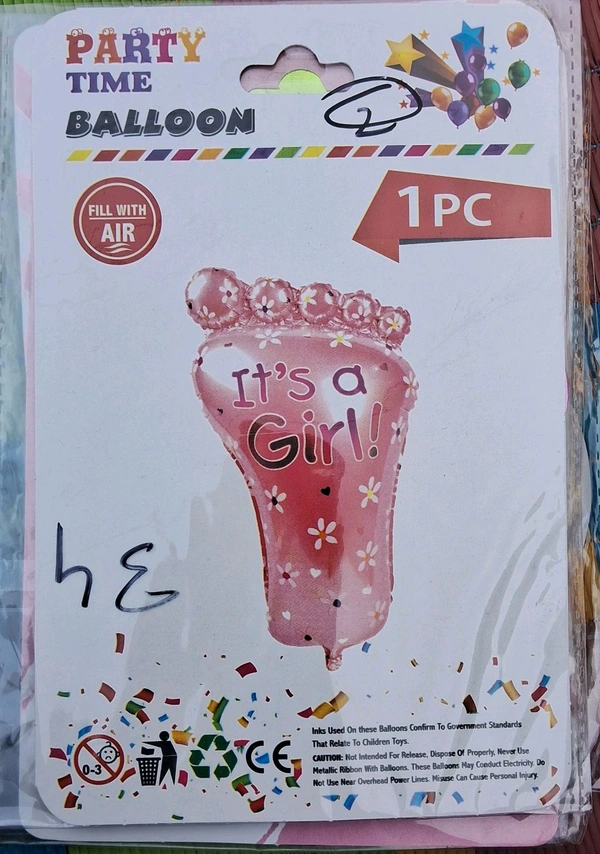 PARTY
TIME
BALLOON
FILL WITH
AIR
1 PC
It's a
Girl!
0-3
CE
Inks Used On these Balloons Confirm To Government Standards
That Relate To Children Toys.
CAUTION: Not Intended For Release, Dispose Of Properly, Never Use
Metallic Ribbon With Balloons. These Balloons May Conduct Electricity. Do
Not Use Near Overhead Power Lines. Misuse Can Cause Personal Injury.